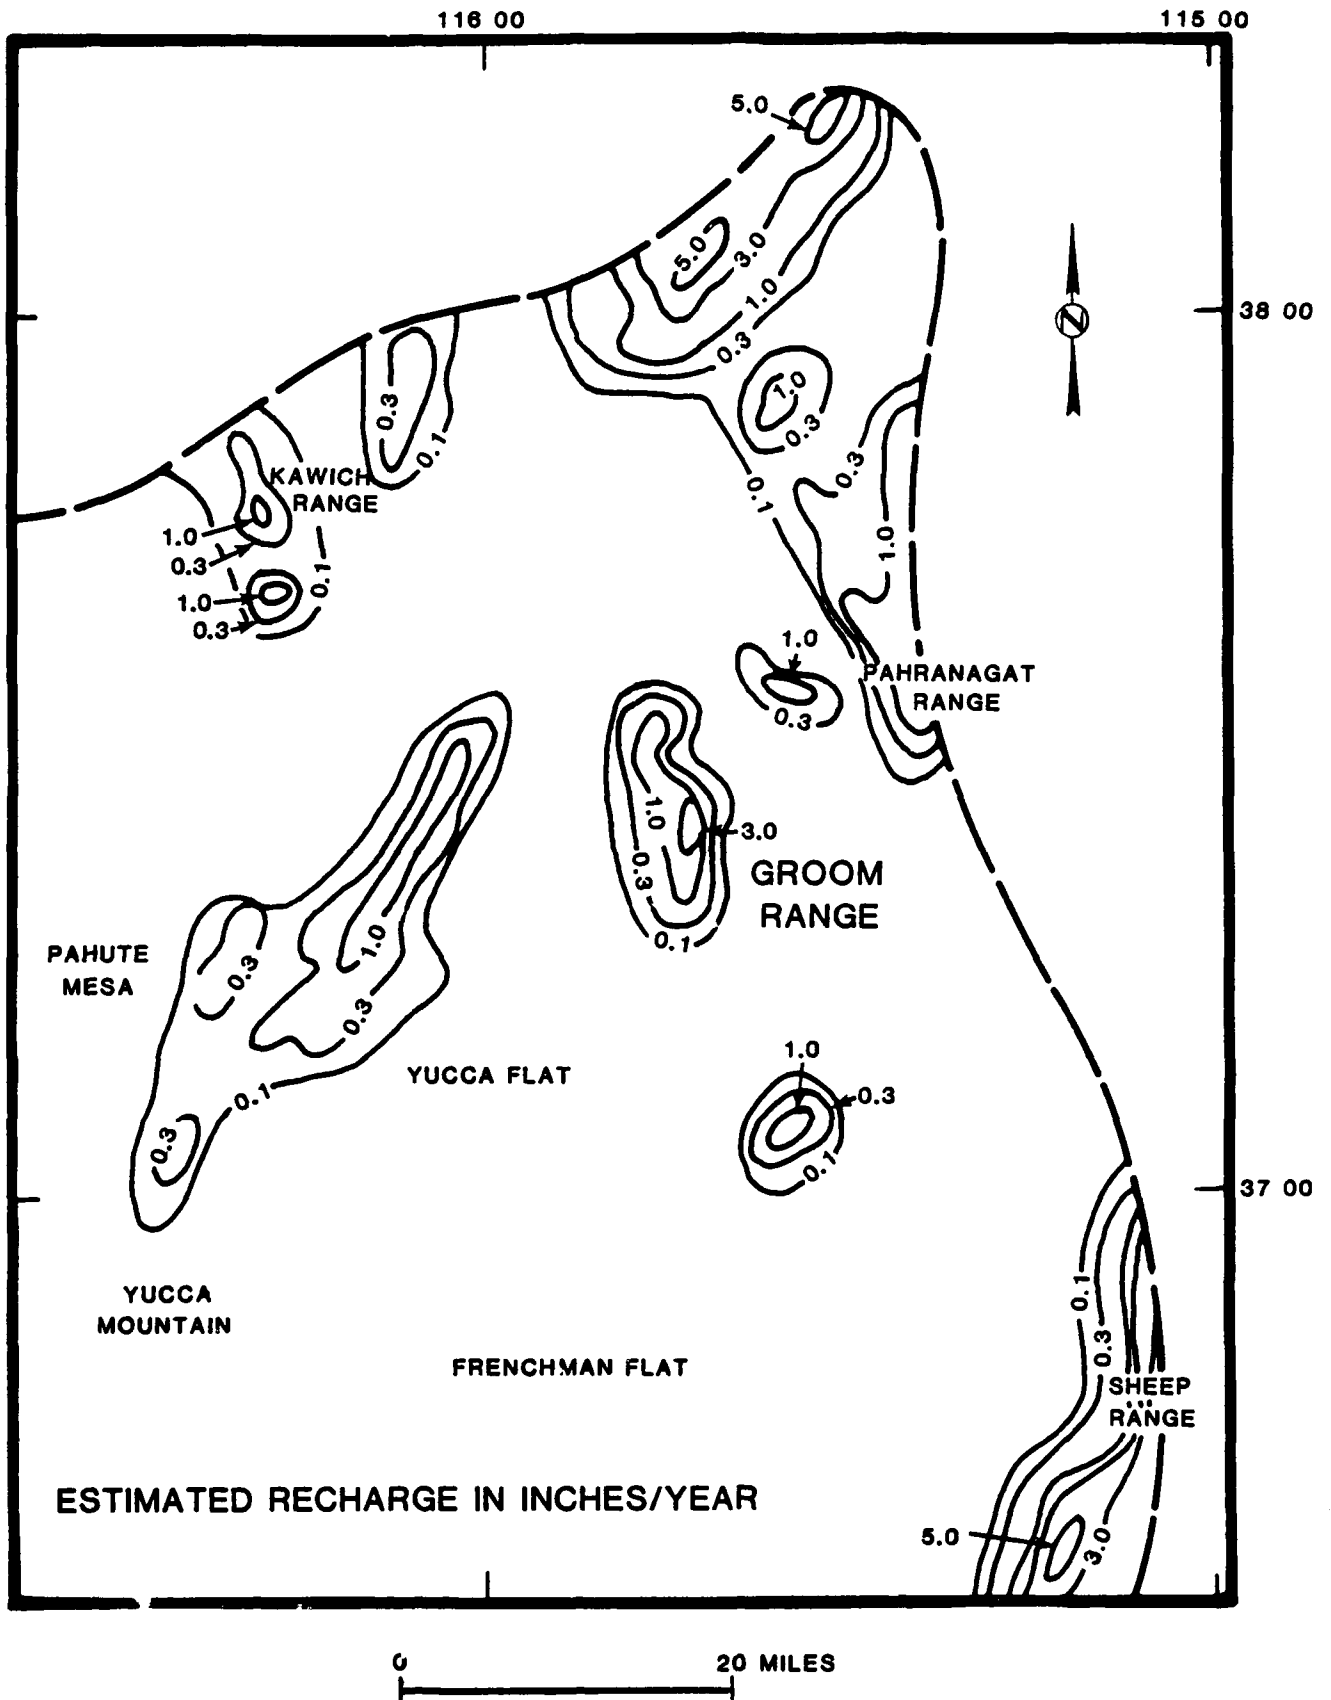 116 00
115 00
5.0
5.0
3.0
1.0
0.3
38 00
N
1.0
0.3
0.3
0.1
KAWICH
RANGE
0.3
0.1
1.0
0.3
0.1
1.0
0.3
1.0
1.0
0.3
PAHRANAGAT
RANGE
1.0
3.0
0.3
GROOM
RANGE
0.1
PAHUTE
MESA
0.3
1.0
0.3
YUCCA FLAT
0.1
0.3
1.0
0.3
0.1
37 00
YUCCA
MOUNTAIN
0.1
0.3
FRENCHMAN FLAT
SHEEP
RANGE
ESTIMATED RECHARGE IN INCHES/YEAR
5.0
3.0
0
20 MILES